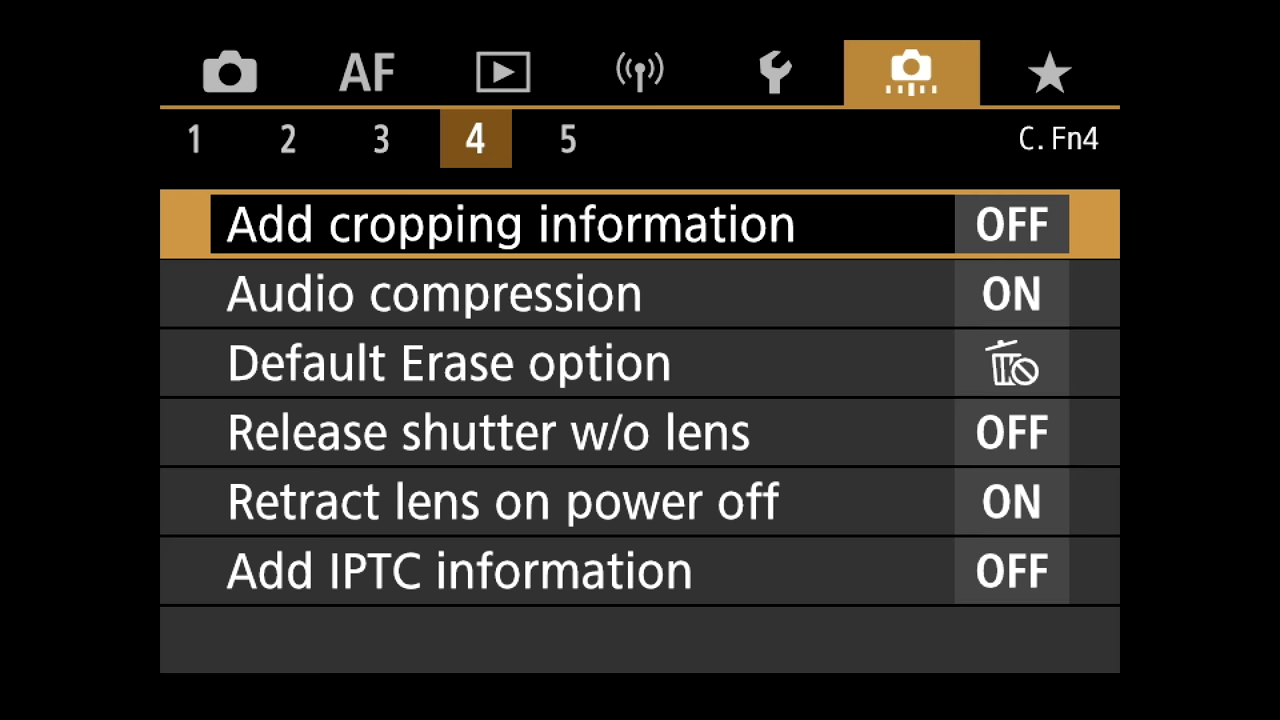 AF
1 2 3 4 5 C.Fn4
Add cropping information OFF
Audio compression ON
Default Erase option
Release shutter w/o lens OFF
Retract lens on power off ON
Add IPTC information OFF